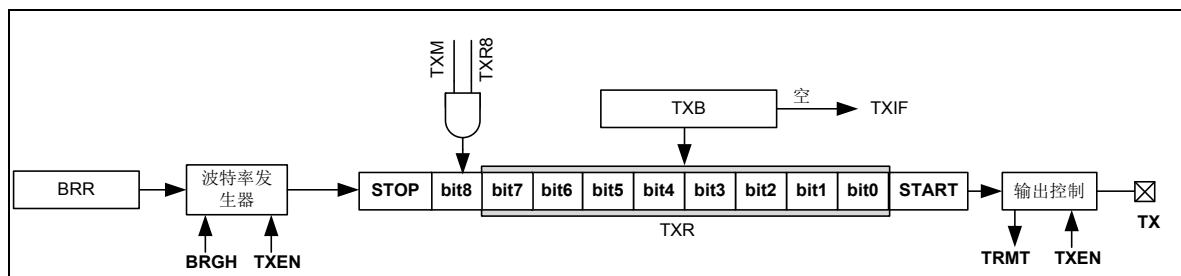 TXM
TXR8
TXB
空
TXIF
BRR
波特率发
生器
STOP
bit8
bit7
bit6
bit5
bit4
bit3
bit2
bit1
bit0
START
输出控制
TX
TXR
BRGH
TXEN
TRMT
TXEN